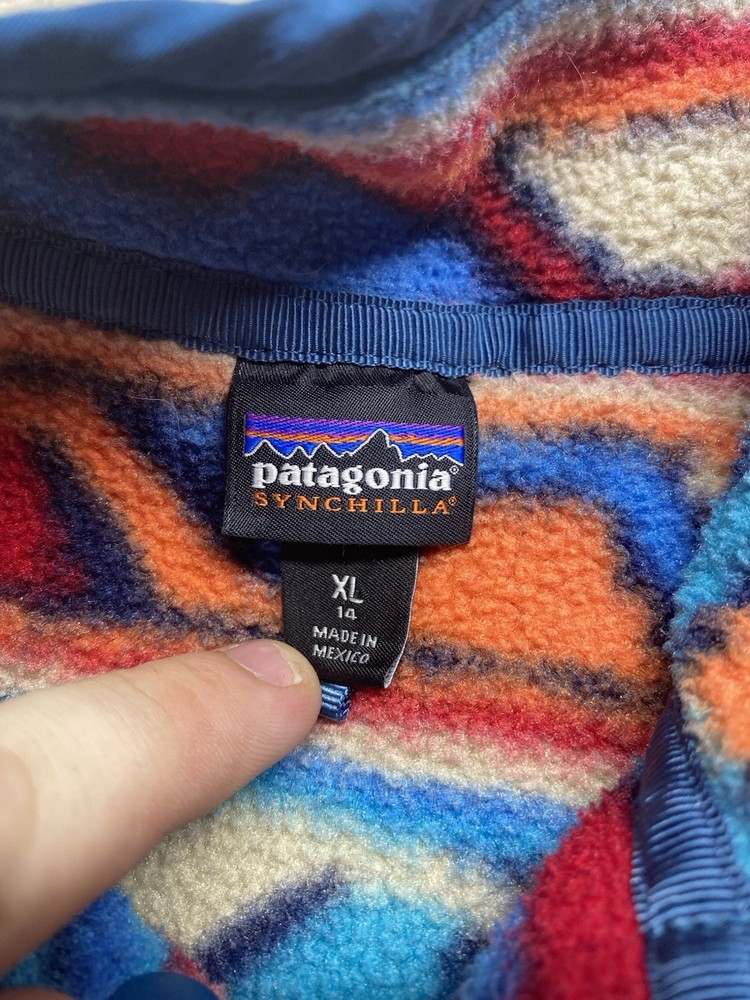 patagonia®
SYNCHILLA®
XL
14
MADE IN
MEXICO